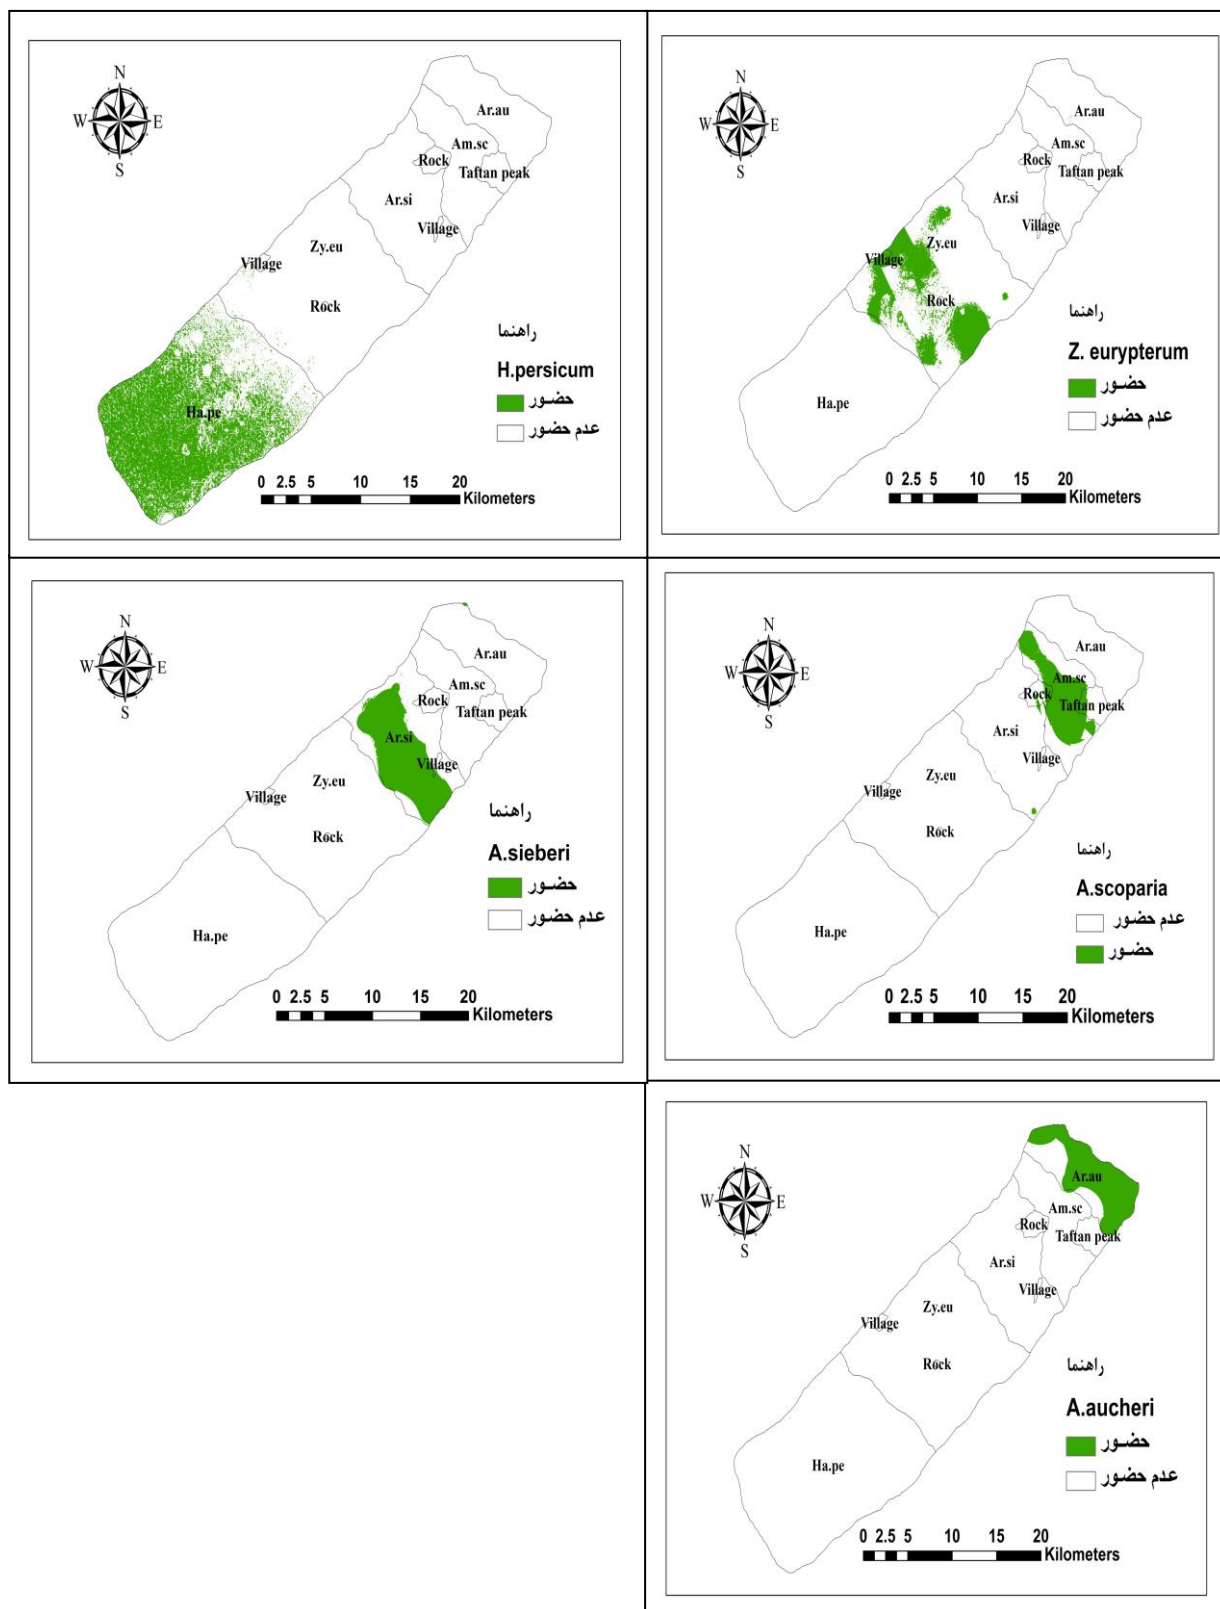 N
W E
S
Ar.au
Am.sc
Rock
Taftan peak
Ar.si
Village
Zy.eu
Village
Rock
Ha.pe
راهنما
H.persicum
حضور
عدم حضور
0 2.5 5 10 15 20
Kilometers
N
W E
S
Ar.au
Am.sc
Rock
Taftan peak
Ar.si
Village
Zy.eu
Village
Rock
Ha.pe
راهنما
Z. eurypterum
حضور
عدم حضور
0 2.5 5 10 15 20
Kilometers
N
W E
S
Ar.au
Am.sc
Rock
Taftan peak
Ar.si
Village
Zy.eu
Village
Rock
Ha.pe
راهنما
A.sieberi
حضور
عدم حضور
0 2.5 5 10 15 20
Kilometers
N
W E
S
Ar.au
Am.sc
Rock
Taftan peak
Ar.si
Village
Zy.eu
Village
Rock
Ha.pe
راهنما
A.scoparia
عدم حضور
حضور
0 2.5 5 10 15 20
Kilometers
N
W E
S
Ar.au
Am.sc
Rock
Taftan peak
Ar.si
Village
Zy.eu
Village
Rock
Ha.pe
راهنما
A.aucheri
حضور
عدم حضور
0 2.5 5 10 15 20
Kilometers